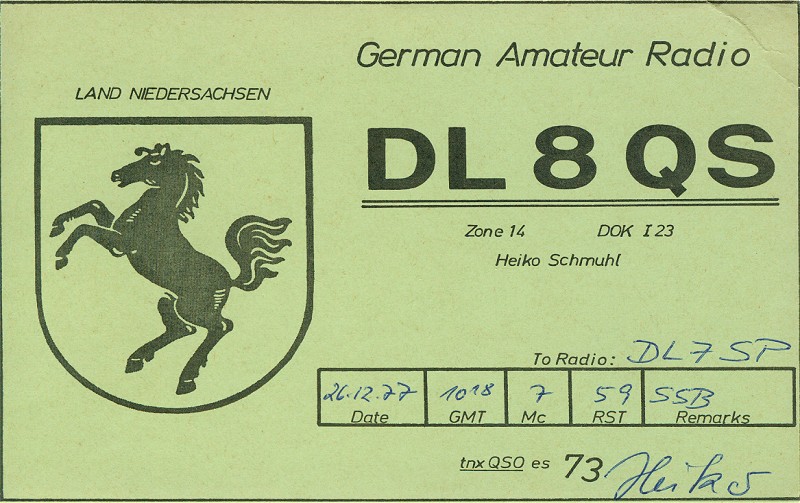 German Amateur Radio
LAND NIEDERSACHSEN
DL 8 QS
Zone 14 DOK I 23
Heiko Schmuhl
To Radio: DL7SP
26.12.77 1018 7 59 SSB
Date GMT Mc RST Remarks
tnx QSO es 73 Heiko